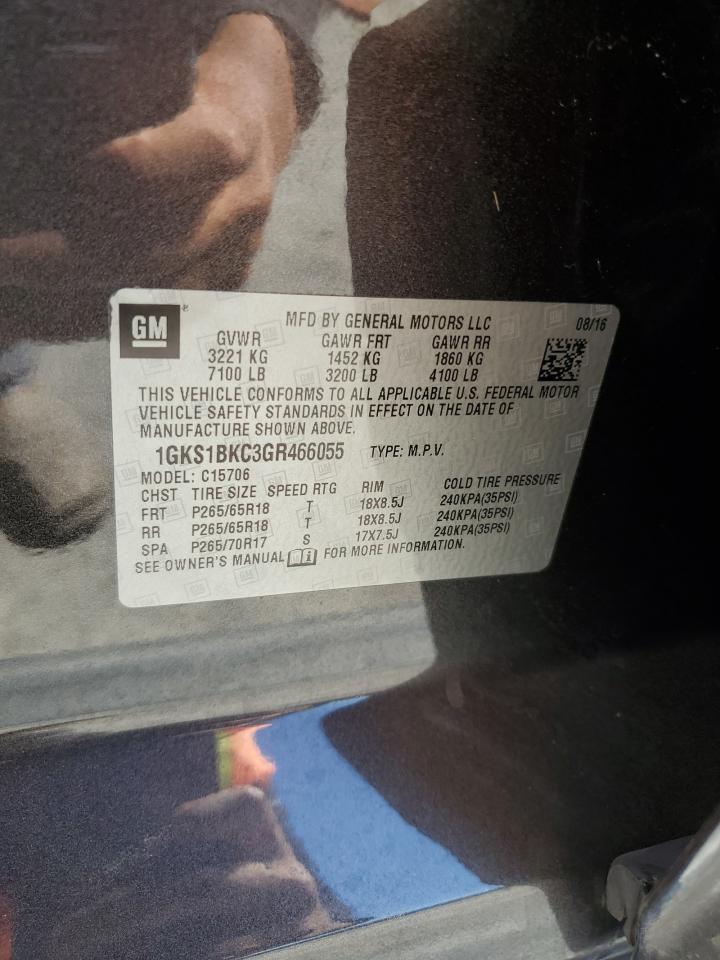 GM ®
MFD BY GENERAL MOTORS LLC 08/16
GVWR GAWR FRT GAWR RR
3221 KG 1452 KG 1860 KG
7100 LB 3200 LB 4100 LB
THIS VEHICLE CONFORMS TO ALL APPLICABLE U.S. FEDERAL MOTOR
VEHICLE SAFETY STANDARDS IN EFFECT ON THE DATE OF
MANUFACTURE SHOWN ABOVE.
1GKS1BKC3GR466055 TYPE: M.P.V.
MODEL: C15706
CHST TIRE SIZE SPEED RTG RIM COLD TIRE PRESSURE
FRT P265/65R18 T 18X8.5J 240KPA(35PSI)
RR P265/65R18 T 18X8.5J 240KPA(35PSI)
SPA P265/70R17 S 17X7.5J 240KPA(35PSI)
SEE OWNER'S MANUAL i FOR MORE INFORMATION.